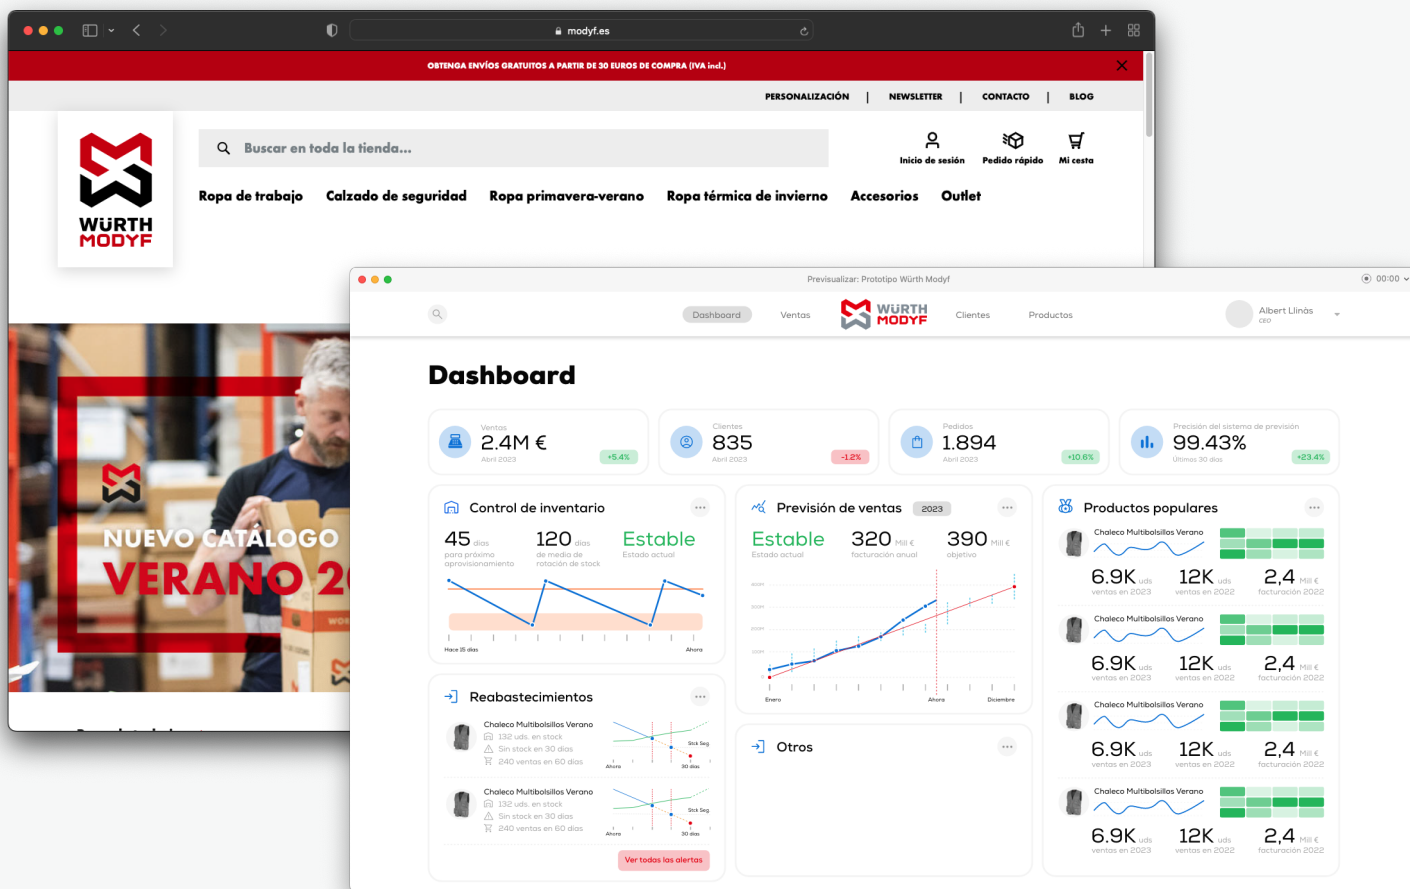 modyf.es
OBTENGA ENVÍOS GRATUITOS A PARTIR DE 30 EUROS DE COMPRA (IVA incl.)
PERSONALIZACIÓN | NEWSLETTER | CONTACTO | BLOG
WÜRTH
MODYF
Buscar en toda la tienda...
Inicio de sesión
Pedido rápido
Mi cesta
Ropa de trabajo
Calzado de seguridad
Ropa primavera-verano
Ropa térmica de invierno
Accesorios
Outlet
NUEVO CATÁLOGO
VERANO
Previsualizar: Prototipo Würth Modyf
00:00
Dashboard
Ventas
WÜRTH
MODYF
Clientes
Productos
Albert Llinàs
CEO
Dashboard
Ventas
2.4M €
Abril 2023
+5.4%
Clientes
835
Abril 2023
-1.2%
Pedidos
1.894
Abril 2023
+10.6%
Precisión del sistema de previsión
99.43%
Últimos 30 días
+23.4%
Control de inventario
45 días
para próximo
aprovisionamiento
120 días
de media de
rotación de stock
Estable
Estado actual
Hace 25 días
Ahora
Previsión de ventas
2023
Estable
Estado actual
320 Mill €
facturación anual
390 Mill €
objetivo
400M
300M
200M
100M
0
Enero
Ahora
Diciembre
Productos populares
Chaleco Multibolsillos Verano
6.9K uds
ventas en 2023
12K uds
ventas en 2022
2,4 Mill €
facturación 2022
Chaleco Multibolsillos Verano
6.9K uds
ventas en 2023
12K uds
ventas en 2022
2,4 Mill €
facturación 2022
Chaleco Multibolsillos Verano
6.9K uds
ventas en 2023
12K uds
ventas en 2022
2,4 Mill €
facturación 2022
Chaleco Multibolsillos Verano
6.9K uds
ventas en 2023
12K uds
ventas en 2022
2,4 Mill €
facturación 2022
Reabastecimientos
Chaleco Multibolsillos Verano
132 uds. en stock
Sin stock en 30 días
240 ventas en 60 días
Stck Seg.
Ahora
30 días
Chaleco Multibolsillos Verano
132 uds. en stock
Sin stock en 30 días
240 ventas en 60 días
Stck Seg.
Ahora
30 días
Ver todas las alertas
Otros